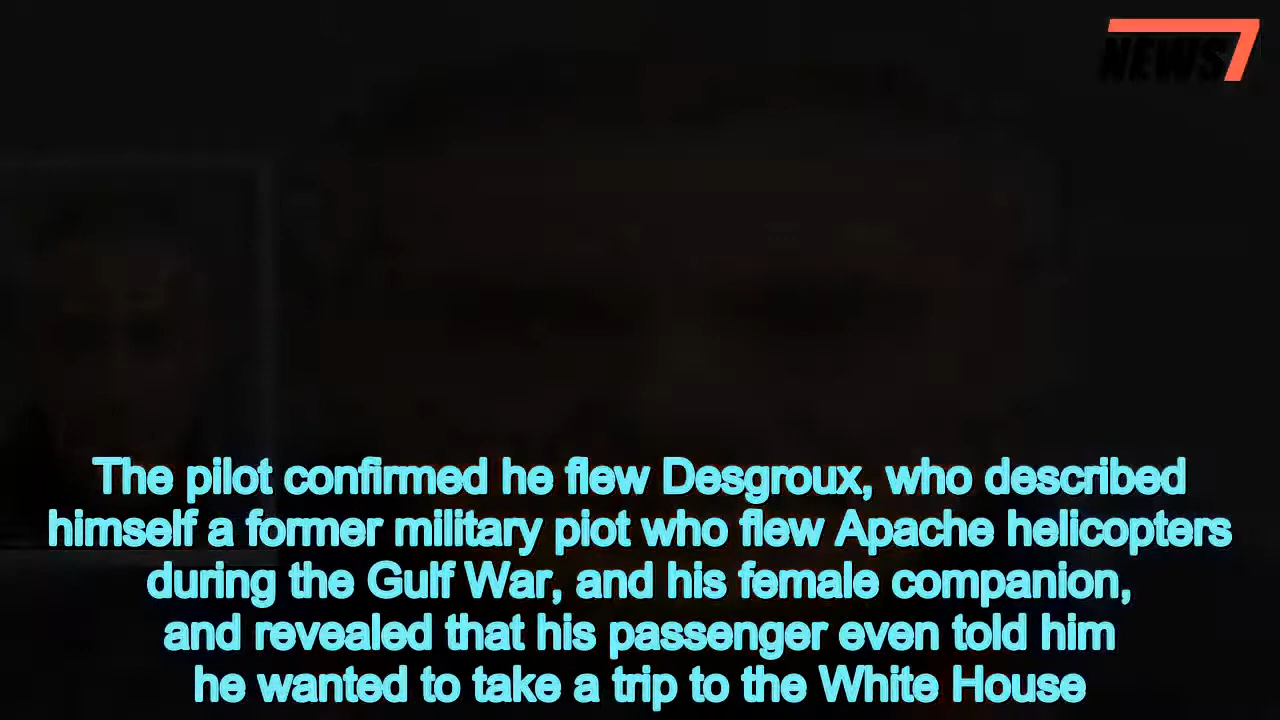 NEWS7
The pilot confirmed he flew Desgroux, who described
himself a former military piot who flew Apache helicopters
during the Gulf War, and his female companion,
and revealed that his passenger even told him
he wanted to take a trip to the White House